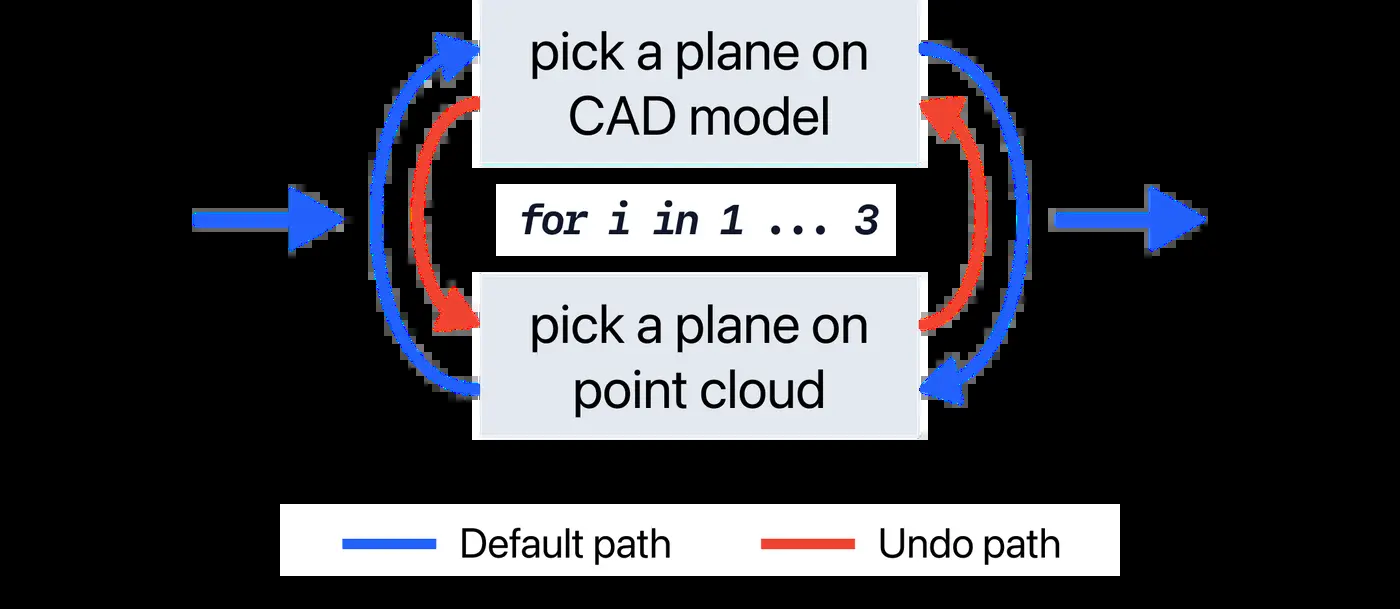 pick a plane on
CAD model
for i in 1 ... 3
pick a plane on
point cloud
Default path
Undo path